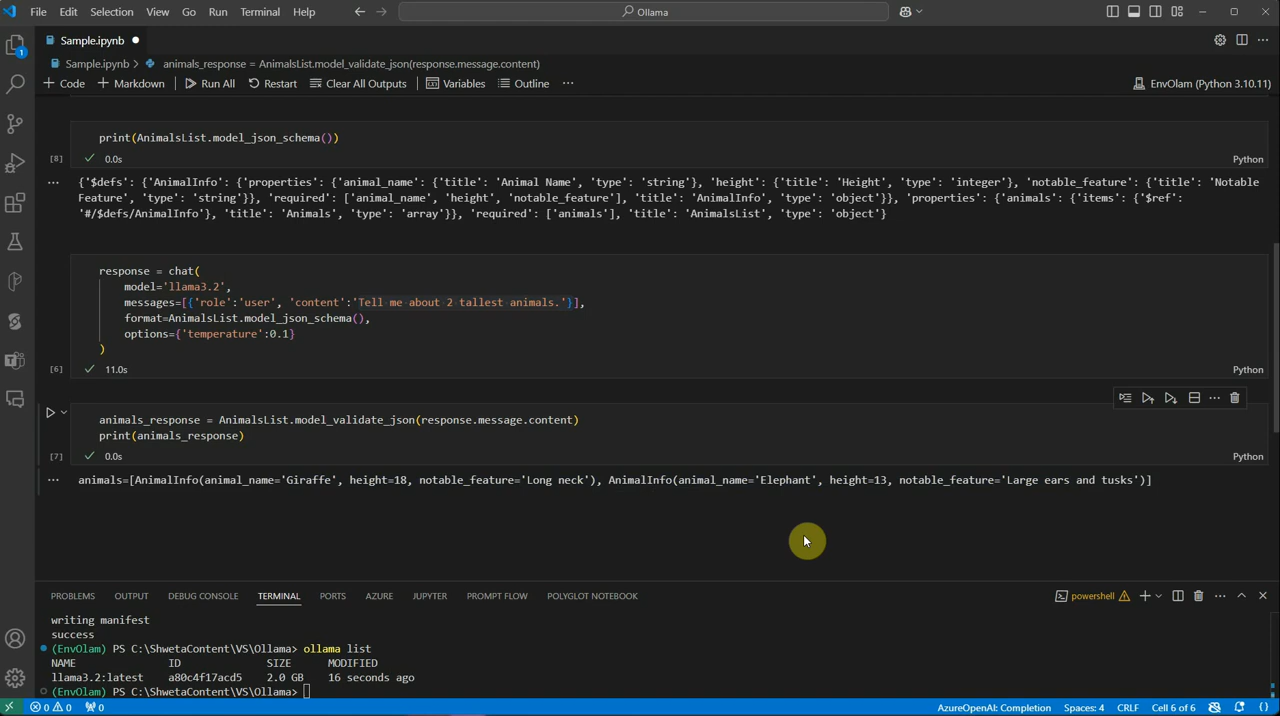 File Edit Selection View Go Run Terminal Help Ollama
Sample.ipynb
Sample.ipynb > animals_response = AnimalsList.model_validate_json(response.message.content)
+ Code + Markdown Run All Restart Clear All Outputs Variables Outline ... EnvOlam (Python 3.10.11)
1
print(AnimalsList.model_json_schema())
[8] 0.0s Python
{'$defs': {'AnimalInfo': {'properties': {'animal_name': {'title': 'Animal Name', 'type': 'string'}, 'height': {'title': 'Height', 'type': 'integer'}, 'notable_feature': {'title': 'Notable
Feature', 'type': 'string'}}, 'required': ['animal_name', 'height', 'notable_feature'], 'title': 'AnimalInfo', 'type': 'object'}}, 'properties': {'animals': {'items': {'$ref':
'#/$defs/AnimalInfo'}, 'title': 'Animals', 'type': 'array'}}, 'required': ['animals'], 'title': 'AnimalsList', 'type': 'object'}
response = chat(
model='llama3.2',
messages=[{'role':'user', 'content':'Tell me about 2 tallest animals.'}],
format=AnimalsList.model_json_schema(),
options={'temperature':0.1}
)
[6] 11.0s Python
animals_response = AnimalsList.model_validate_json(response.message.content)
print(animals_response)
[7] 0.0s Python
animals=[AnimalInfo(animal_name='Giraffe', height=18, notable_feature='Long neck'), AnimalInfo(animal_name='Elephant', height=13, notable_feature='Large ears and tusks')]
PROBLEMS OUTPUT DEBUG CONSOLE TERMINAL PORTS AZURE JUPYTER PROMPT FLOW POLYGLOT NOTEBOOK powershell
writing manifest
success
(EnvOlam) PS C:\ShwetaContent\VS\Ollama> ollama list
NAME ID SIZE MODIFIED
llama3.2:latest a80c4f17acd5 2.0 GB 16 seconds ago
(EnvOlam) PS C:\ShwetaContent\VS\Ollama>
0 0 0 AzureOpenAI: Completion Spaces: 4 CRLF Cell 6 of 6